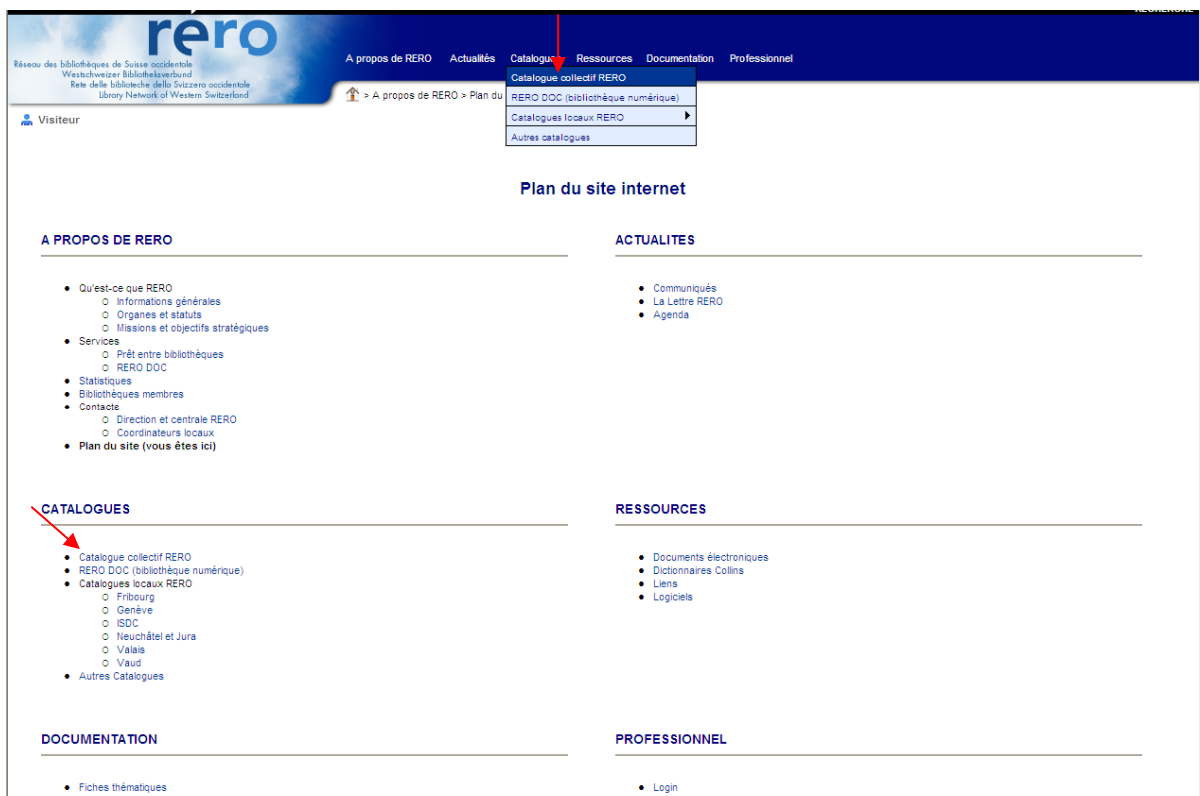 RECHERCHE
rero
Réseau des bibliothèques de Suisse occidentale
Westschweizer Bibliotheksverbund
Rete delle biblioteche della Svizzera occidentale
Library Network of Western Switzerland
A propos de RERO Actualités Catalogues Ressources Documentation Professionnel
Catalogue collectif RERO
RERO DOC (bibliothèque numérique)
Catalogues locaux RERO
Autres catalogues
> A propos de RERO > Plan du
Visiteur
Plan du site internet
A PROPOS DE RERO
Qu'est-ce que RERO
Informations générales
Organes et statuts
Missions et objectifs stratégiques
Services
Prêt entre bibliothèques
RERO DOC
Statistiques
Bibliothèques membres
Contacts
Direction et centrale RERO
Coordinateurs locaux
Plan du site (vous êtes ici)
ACTUALITES
Communiqués
La Lettre RERO
Agenda
CATALOGUES
Catalogue collectif RERO
RERO DOC (bibliothèque numérique)
Catalogues locaux RERO
Fribourg
Genève
ISDC
Neuchâtel et Jura
Valais
Vaud
Autres Catalogues
RESSOURCES
Documents électroniques
Dictionnaires Collins
Liens
Logiciels
DOCUMENTATION
Fiches thématiques
PROFESSIONNEL
Login